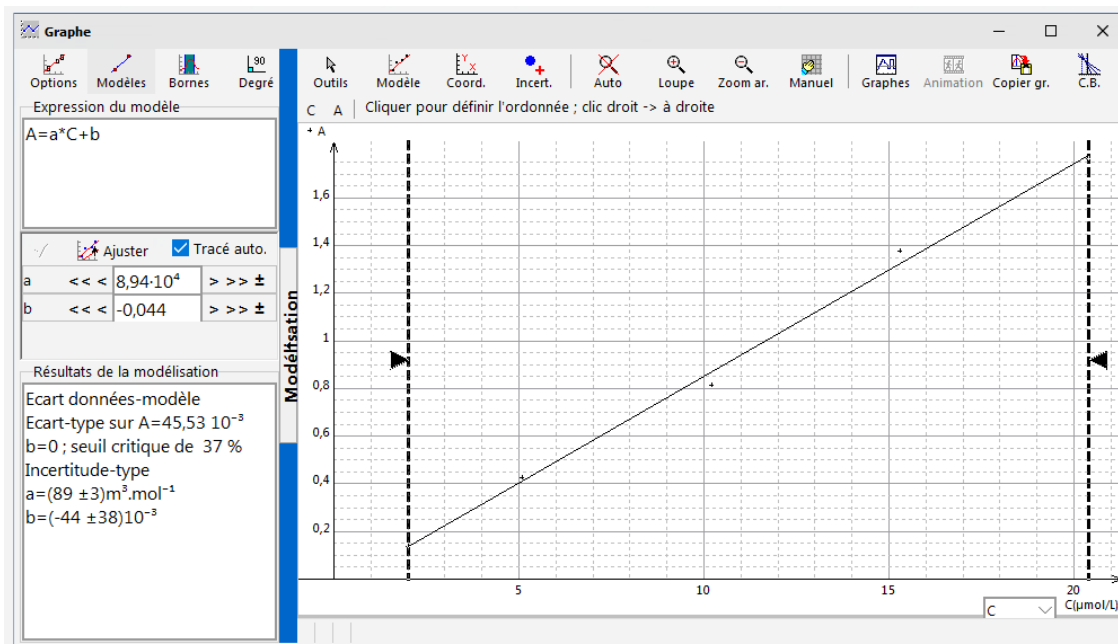 Graphe
Options Modèles Bornes Degré Outils Modèle Coord. Incert. Auto Loupe Zoom ar. Manuel Graphes Animation Copier gr. C.B.
90
Y
X
Expression du modèle
C A Cliquer pour définir l'ordonnée ; clic droit -> à droite
A=a*C+b
Ajuster Tracé auto.
a << < 8,94·10⁴ > >> ±
b << < -0,044 > >> ±
Résultats de la modélisation
Ecart données-modèle
Ecart-type sur A=45,53 10⁻³
b=0 ; seuil critique de 37 %
Incertitude-type
a=(89 ±3)m³.mol⁻¹
b=(-44 ±38)10⁻³
Modélisation
+ A
1,6
1,4
1,2
1
0,8
0,6
0,4
0,2
5 10 15 20
C(µmol/L)
C